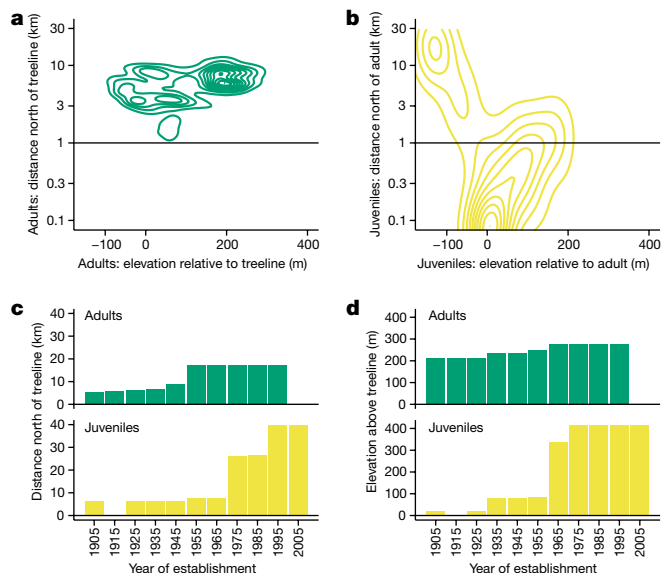 a
Adults: distance north of treeline (km)
30
10
3
1
0.3
0.1
−100 0 200 400
Adults: elevation relative to treeline (m)
b
Juveniles: distance north of adult (km)
30
10
3
1
0.3
0.1
−100 0 200 400
Juveniles: elevation relative to adult (m)
c
Distance north of treeline (km)
Adults
40
30
20
10
0
Juveniles
40
30
20
10
0
1905 1915 1925 1935 1945 1955 1965 1975 1985 1995 2005
Year of establishment
d
Elevation above treeline (m)
Adults
400
300
200
100
0
Juveniles
400
300
200
100
0
1905 1915 1925 1935 1945 1955 1965 1975 1985 1995 2005
Year of establishment